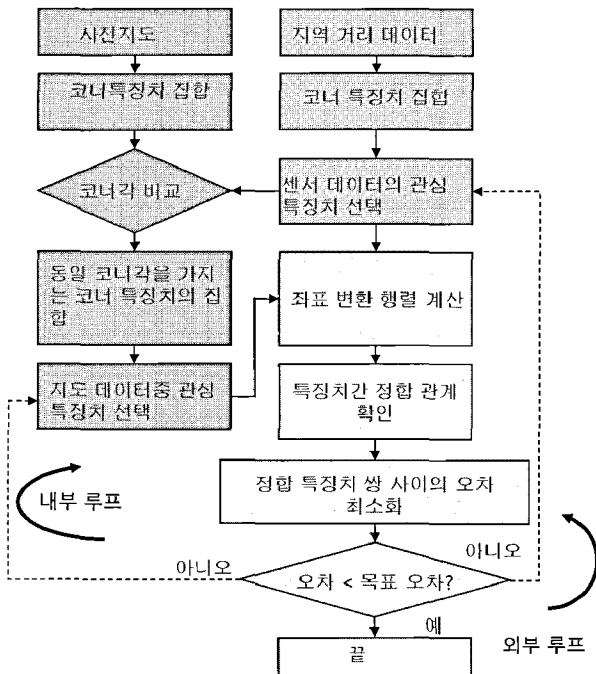 사전지도
지역 거리 데이터
코너특징치 집합
코너 특징치 집합
코너각 비교
센서 데이터의 관심
특징치 선택
동일 코너각을 가지
는 코너 특징치의 집
합
좌표 변환 행렬 계산
지도 데이터중 관심
특징치 선택
특징치간 정합 관계
확인
내부 루프
정합 특징치 쌍 사이의 오차
최소화
아니오
아니오
오차 < 목표 오차?
예
끝
외부 루프